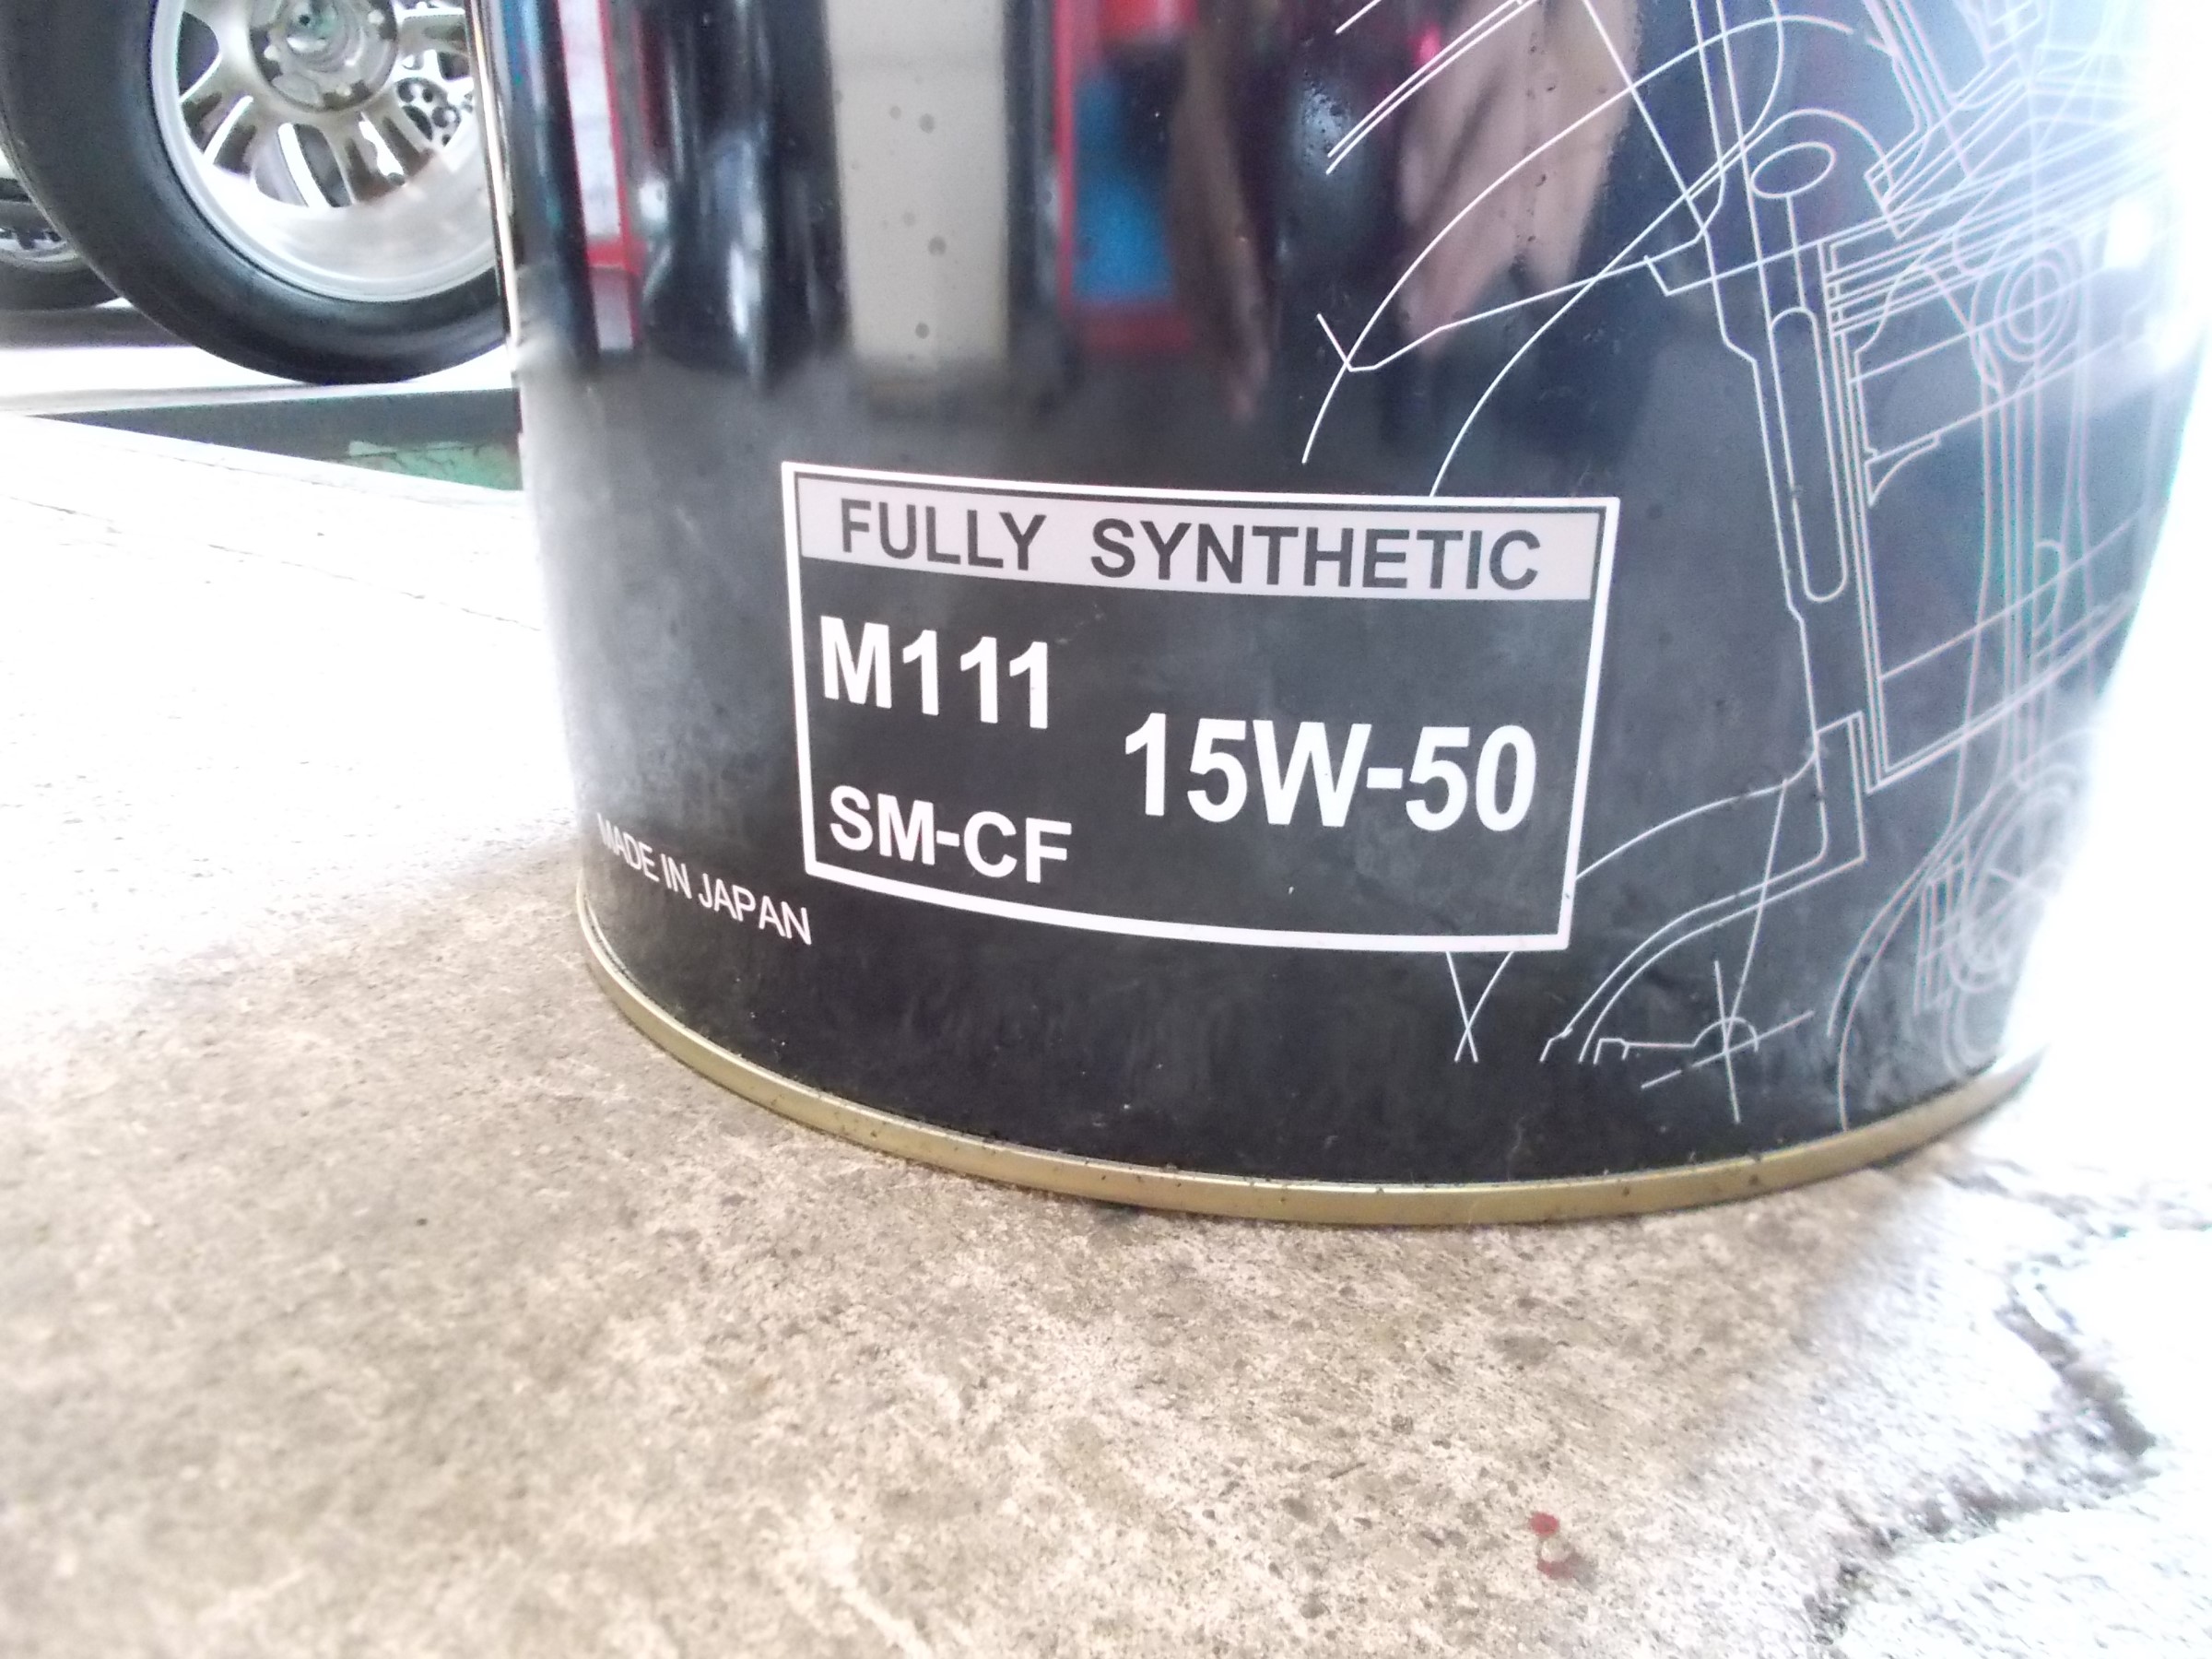 FULLY SYNTHETIC
M111
15W-50
SM-CF
MADE IN JAPAN